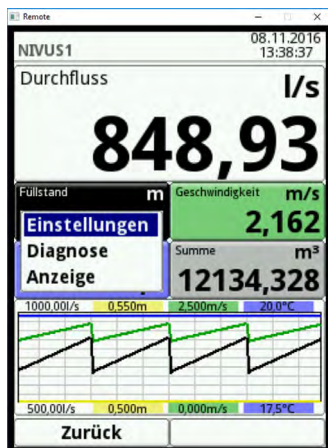 Remote
NIVUS1
08.11.2016
13:38:37
Durchfluss
l/s
848,93
Füllstand m
Geschwindigkeit m/s
2,162
Einstellungen
Diagnose
Anzeige
Summe m³
12134,328
1000,00l/s 0,550m 2,500m/s 20.0°C
500,00l/s 0,500m 0,000m/s 17,5°C
Zurück